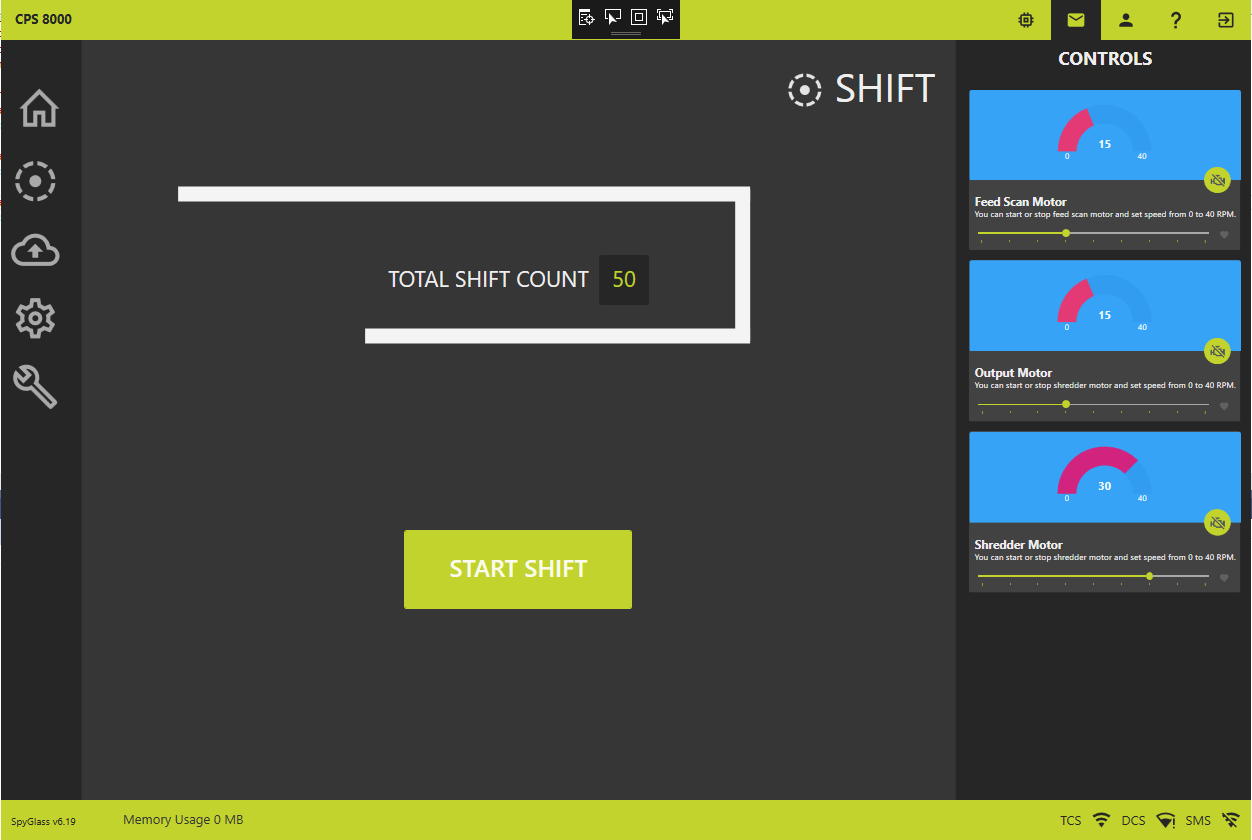 CPS 8000
CONTROLS
SHIFT
15
0 40
Feed Scan Motor
You can start or stop feed scan motor and set speed from 0 to 40 RPM.
TOTAL SHIFT COUNT 50
15
0 40
Output Motor
You can start or stop shredder motor and set speed from 0 to 40 RPM.
30
0 40
START SHIFT
Shredder Motor
You can start or stop shredder motor and set speed from 0 to 40 RPM.
SpyGlass v6.19
Memory Usage 0 MB
TCS DCS SMS